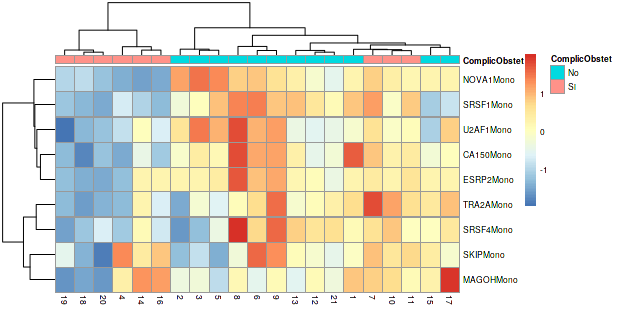 ComplicObstet
NOVA1Mono
SRSF1Mono
U2AF1Mono
CA150Mono
ESRP2Mono
TRA2AMono
SRSF4Mono
SKIPMono
MAGOHMono
19 18 20 4 14 16 2 3 5 8 6 9 13 12 21 1 7 10 11 15 17
1
0
-1
ComplicObstet
No
SI